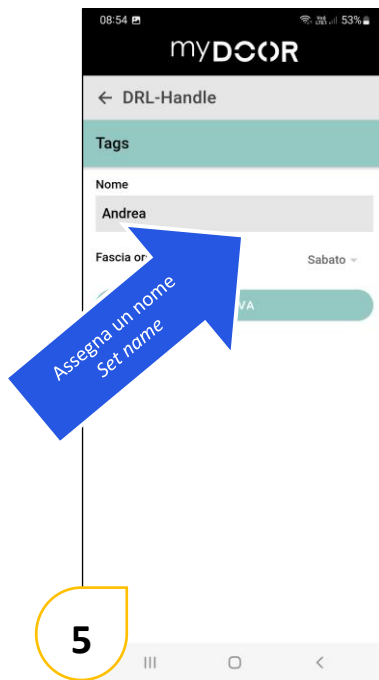 08:54 53%
myDOOR
← DRL-Handle
Tags
Nome
Andrea
Fascia or
Sabato
VA
Assegna un nome
Set name
5